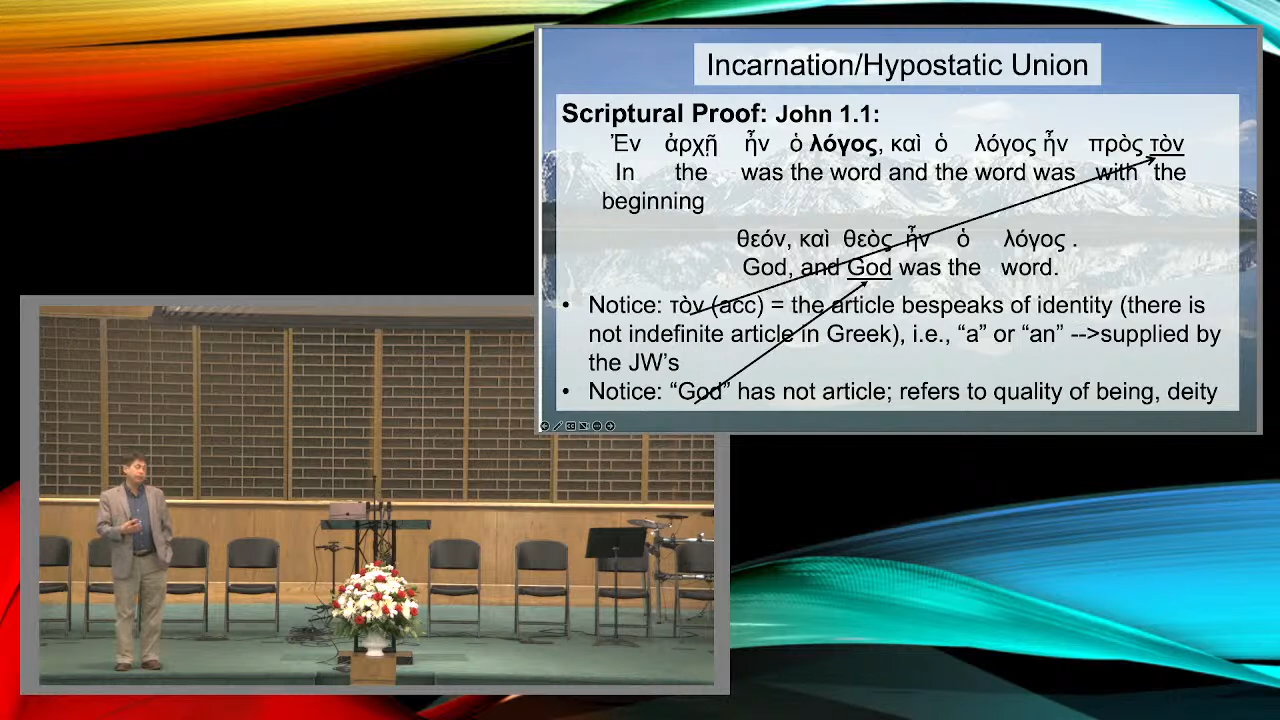 Incarnation/Hypostatic Union
Scriptural Proof: John 1.1:
Ἐν ἀρχῇ ἦν ὁ λόγος, καὶ ὁ λόγος ἦν πρὸς τὸν
In the was the word and the word was with the
beginning
θεόν, καὶ θεὸς ἦν ὁ λόγος .
God, and God was the word.
• Notice: τὸν (acc) = the article bespeaks of identity (there is
not indefinite article in Greek), i.e., “a” or “an” -->supplied by
the JW’s
• Notice: “God” has not article; refers to quality of being, deity